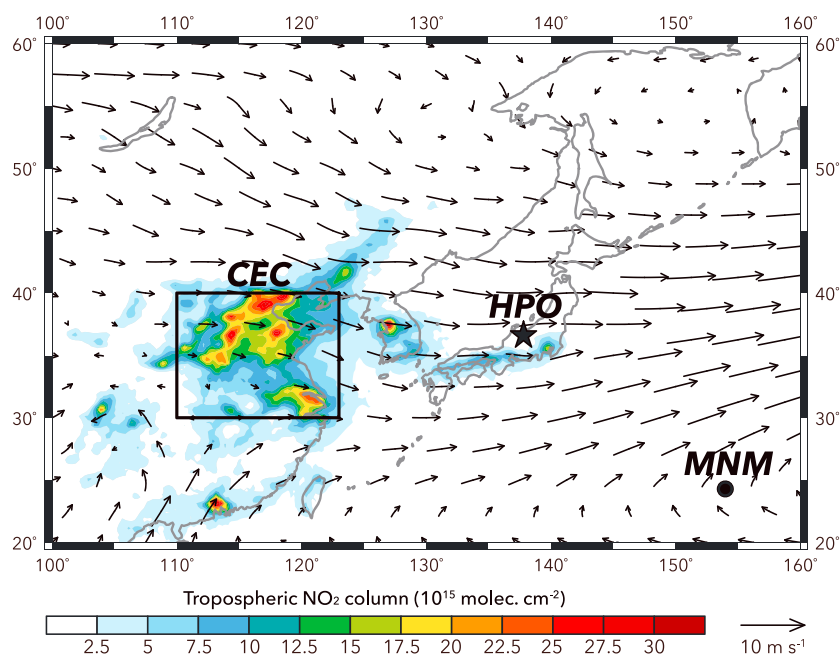 100° 110° 120° 130° 140° 150° 160°
60° 60°
50° 50°
CEC
40° 40°
HPO
30° 30°
MNM
20° 20°
100° 110° 120° 130° 140° 150° 160°
Tropospheric NO₂ column (10¹⁵ molec. cm⁻²)
2.5 5 7.5 10 12.5 15 17.5 20 22.5 25 27.5 30 10 m s⁻¹